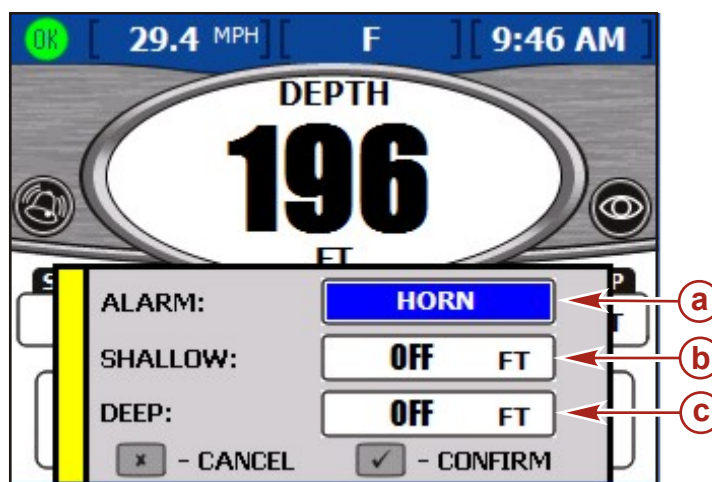 OK [ 29.4 MPH ] [ F ] [ 9:46 AM ]
DEPTH
196
FT
S P
T
ALARM: HORN a
SHALLOW: OFF FT b
DEEP: OFF FT c
x - CANCEL ✓ - CONFIRM